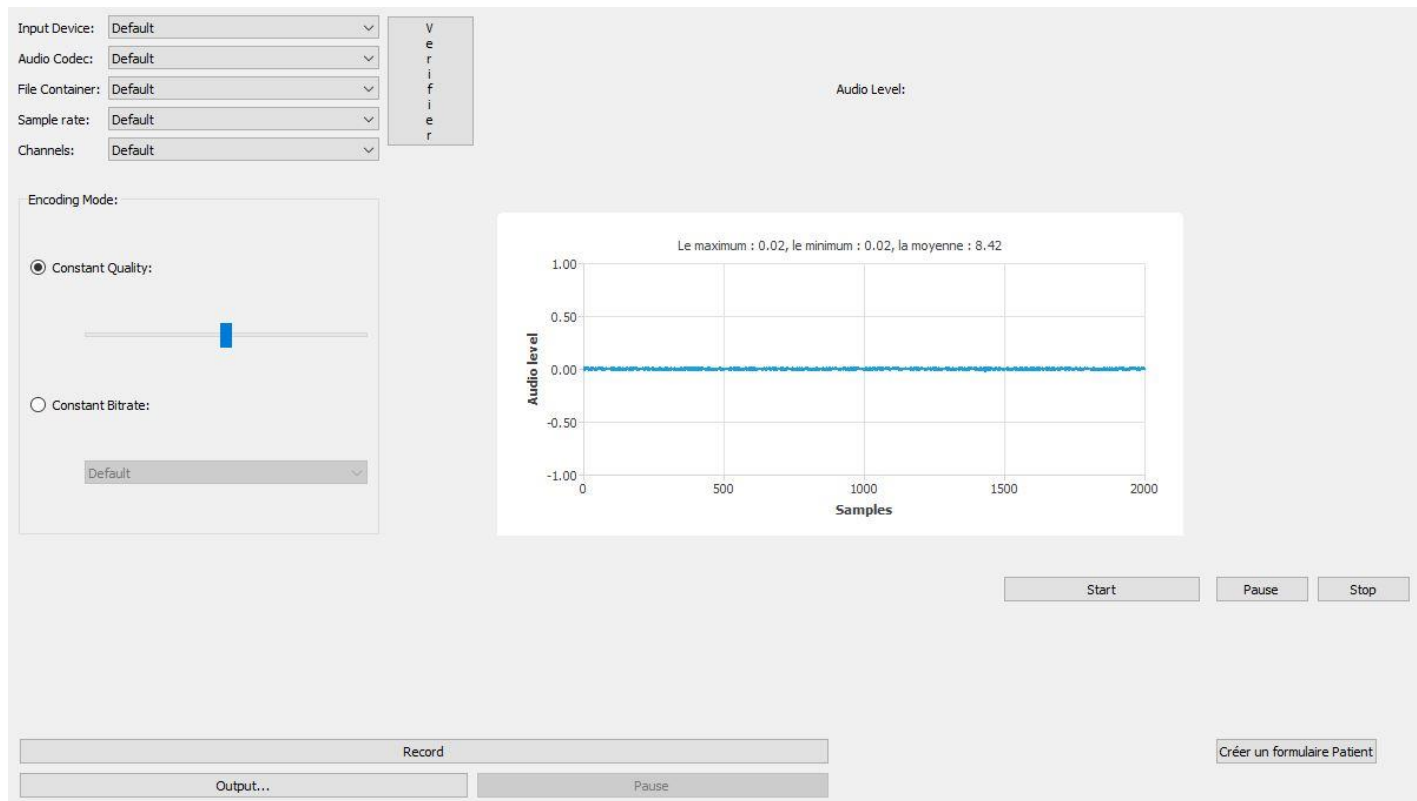 Input Device: Default
Audio Codec: Default
File Container: Default
Sample rate: Default
Channels: Default
V
e
r
i
f
i
e
r
Audio Level:
Encoding Mode:
Constant Quality:
Constant Bitrate:
Default
Le maximum : 0.02, le minimum : 0.02, la moyenne : 8.42
1.00
0.50
0.00
-0.50
-1.00
Audio level
0 500 1000 1500 2000
Samples
Start Pause Stop
Record Créer un formulaire Patient
Output... Pause